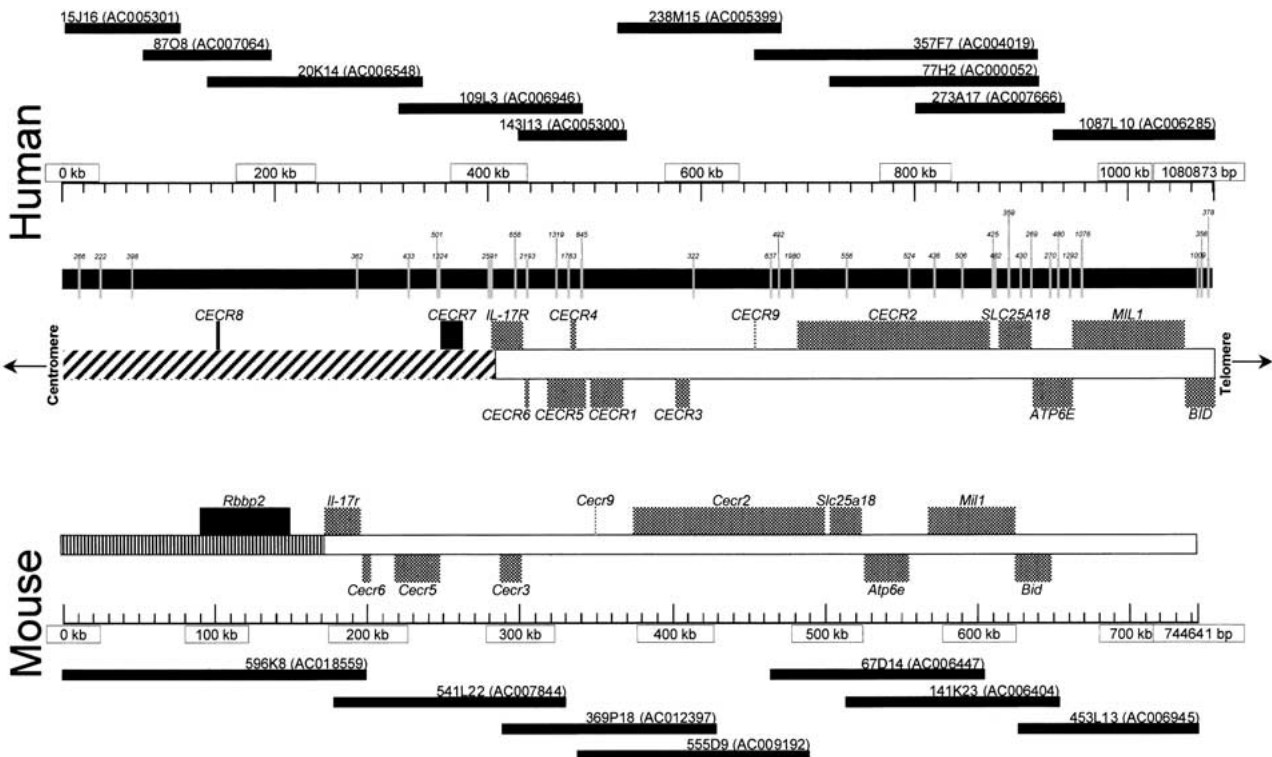 15J16 (AC005301)
238M15 (AC005399)
87O8 (AC007064)
357F7 (AC004019)
20K14 (AC006548)
77H2 (AC000052)
109L3 (AC006946)
273A17 (AC007666)
143I13 (AC005300)
1087L10 (AC006285)
Human
0 kb 200 kb 400 kb 600 kb 800 kb 1000 kb 1080873 bp
359 378
501 658 1319 845 492 425 269 480 1076 356
266 222 398 362 433 1324 2591 2193 1783 322 637 1980 556 524 436 506 462 430 270 1292 1009
CECR8 CECR7 IL-17R CECR4 CECR9 CECR2 SLC25A18 MIL1
Centromere Telomere
CECR6 CECR5 CECR1 CECR3 ATP6E BID
Mouse
Rbbp2 Il-17r Cecr9 Cecr2 Slc25a18 Mil1
Cecr6 Cecr5 Cecr3 Atp6e Bid
0 kb 100 kb 200 kb 300 kb 400 kb 500 kb 600 kb 700 kb 744641 bp
596K8 (AC018559)
67D14 (AC006447)
541L22 (AC007844)
141K23 (AC006404)
369P18 (AC012397)
453L13 (AC006945)
555D9 (AC009192)